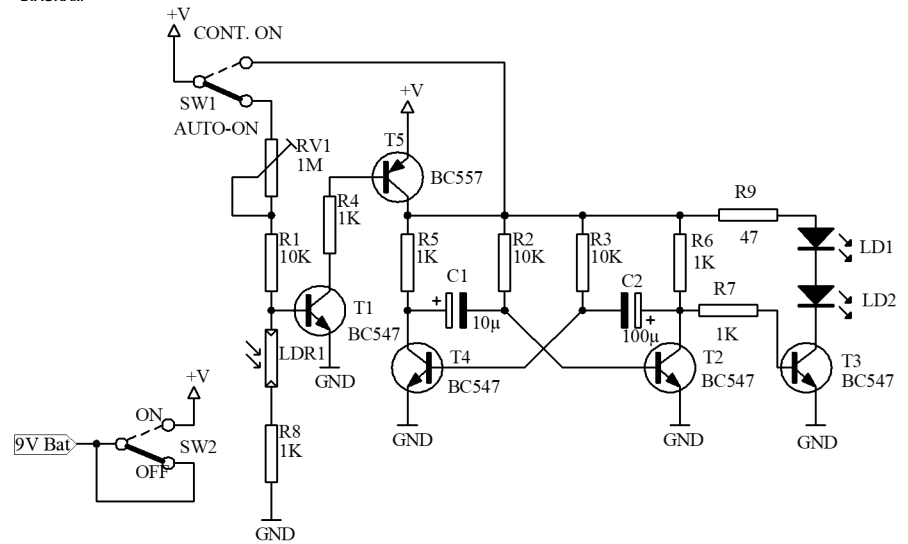 +V
CONT. ON
SW1
AUTO-ON
+V
T5
BC557
RV1
1M
R4
1K
R9
47
LD1
R1
10K
R5
1K
R2
10K
R3
10K
R6
1K
C1
+
10µ
C2
+
100µ
R7
1K
LD2
T1
BC547
LDR1
GND
T4
BC547
T2
BC547
T3
BC547
+V
ON
9V Bat
SW2
OFF
R8
1K
GND
GND
GND
GND